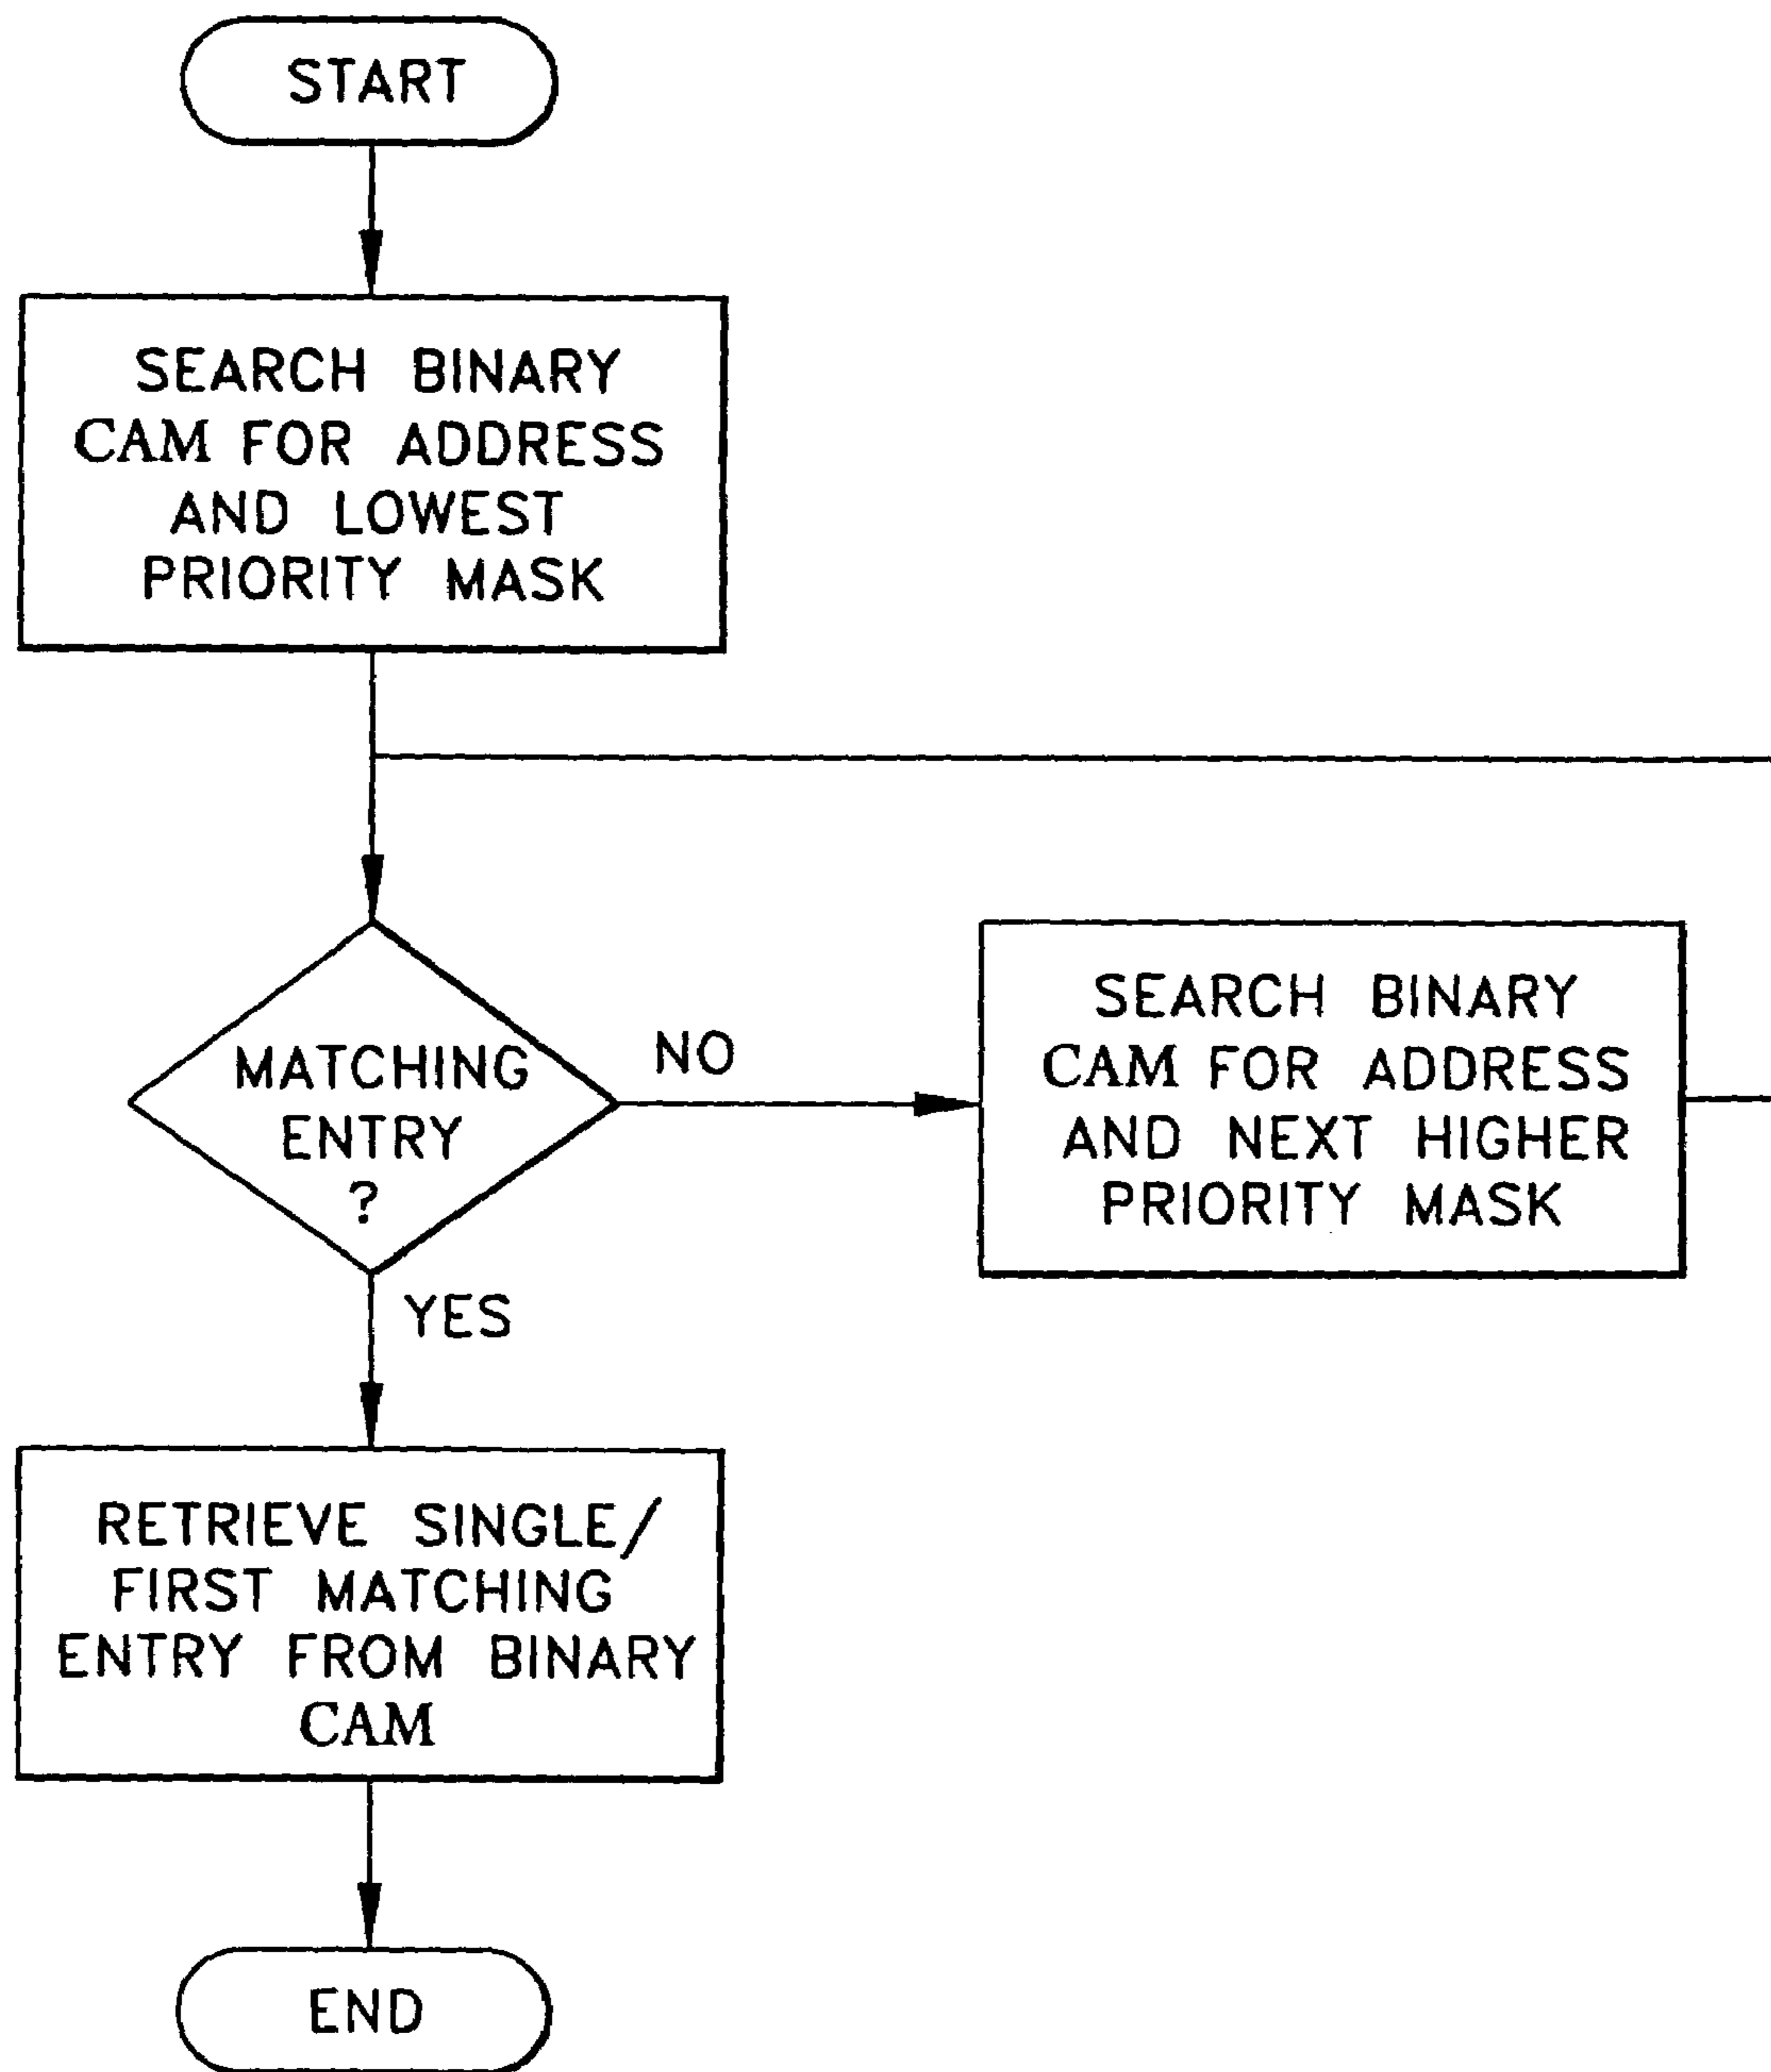 START
SEARCH BINARY
CAM FOR ADDRESS
AND LOWEST
PRIORITY MASK
MATCHING
ENTRY
?
NO
SEARCH BINARY
CAM FOR ADDRESS
AND NEXT HIGHER
PRIORITY MASK
YES
RETRIEVE SINGLE/
FIRST MATCHING
ENTRY FROM BINARY
CAM
END